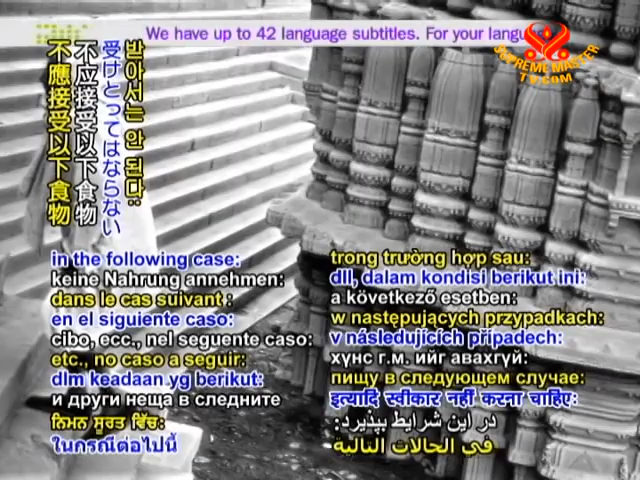 We have up to 42 language subtitles. For your langu
SUPREME MASTER
TV.COM
받아서는 안 된다:
受けとってはならない
不应接受以下食物
不應接受以下食物
in the following case:
keine Nahrung annehmen:
dans le cas suivant :
en el siguiente caso:
cibo, ecc., nel seguente caso:
etc., no caso a seguir:
dlm keadaan yg berikut:
и други неща в следните
ਨਿਮਨ ਸੂਰਤ ਵਿੱਚ:
ในกรณีต่อไปนี้
trong trường hợp sau:
dll, dalam kondisi berikut ini:
a következő esetben:
w następujących przypadkach:
v následujících případech:
хүнс г.м. ийг авахгүй:
пищу в следующем случае:
इत्यादि स्वीकार नहीं करना चाहिए:
در این شرایط بپذیرد:
في الحالات التالية